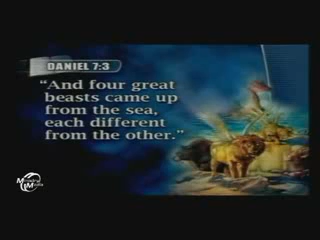 DANIEL 7:3
“And four great
beasts came up
from the sea,
each different
from the other.”